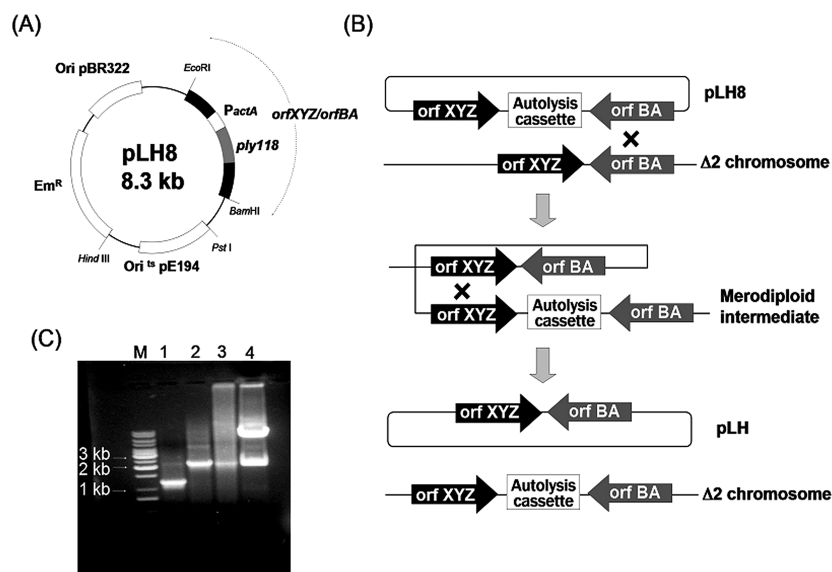 (A)
Ori pBR322
EcoRI
PactA
orfXYZ/orfBA
ply118
pLH8
8.3 kb
EmR
BamHI
Pst I
Hind III
Ori ts pE194
(B)
pLH8
orf XYZ
Autolysis
cassette
orf BA
orf XYZ
orf BA
Δ2 chromosome
orf XYZ
orf BA
orf XYZ
Autolysis
cassette
orf BA
Merodiploid
intermediate
orf XYZ
orf BA
pLH
orf XYZ
Autolysis
cassette
orf BA
Δ2 chromosome
(C)
M 1 2 3 4
3 kb
2 kb
1 kb